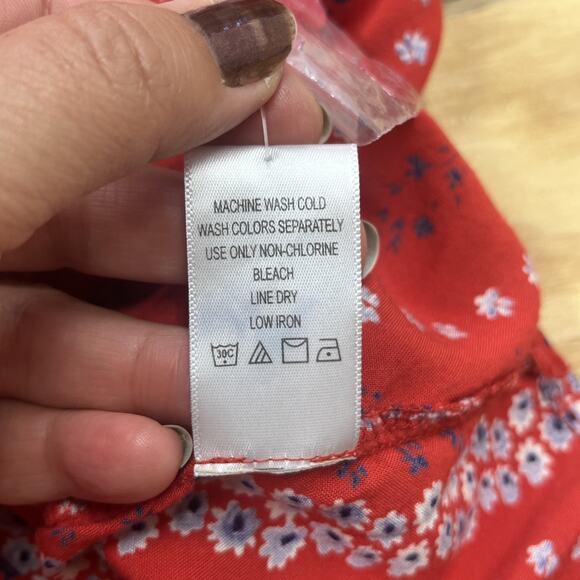 MACHINE WASH COLD
WASH COLORS SEPARATELY
USE ONLY NON-CHLORINE
BLEACH
LINE DRY
LOW IRON
30C